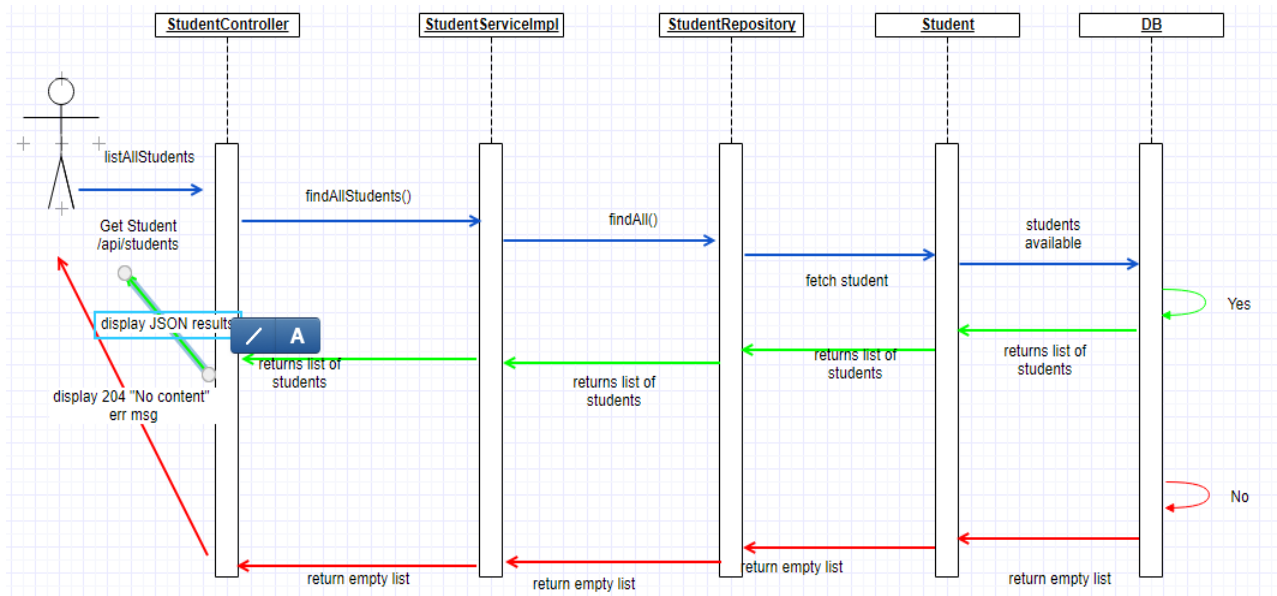 StudentController
StudentServiceImpl
StudentRepository
Student
DB
listAllStudents
findAllStudents()
findAll()
fetch student
students
available
Get Student
/api/students
Yes
display JSON results
A
returns list of
students
returns list of
students
returns list of
students
returns list of
students
display 204 "No content"
err msg
No
return empty list
return empty list
return empty list
return empty list